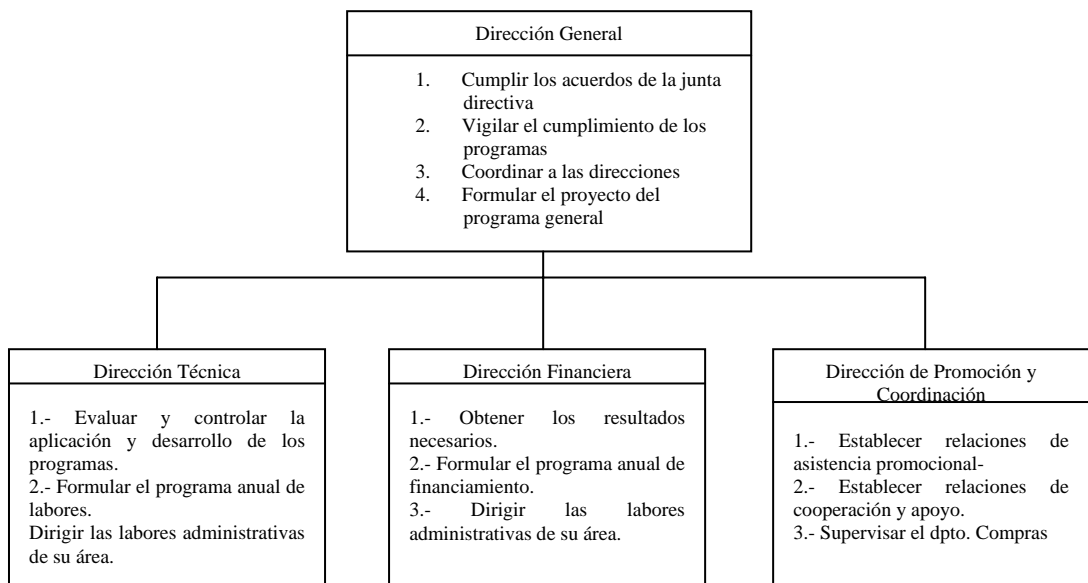 Dirección General
1. Cumplir los acuerdos de la junta
directiva
2. Vigilar el cumplimiento de los
programas
3. Coordinar a las direcciones
4. Formular el proyecto del
programa general
Dirección Técnica
1.- Evaluar y controlar la
aplicación y desarrollo de los
programas.
2.- Formular el programa anual de
labores.
Dirigir las labores administrativas
de su área.
Dirección Financiera
1.- Obtener los resultados
necesarios.
2.- Formular el programa anual de
financiamiento.
3.- Dirigir las labores
administrativas de su área.
Dirección de Promoción y
Coordinación
1.- Establecer relaciones de
asistencia promocional-
2.- Establecer relaciones de
cooperación y apoyo.
3.- Supervisar el dpto. Compras